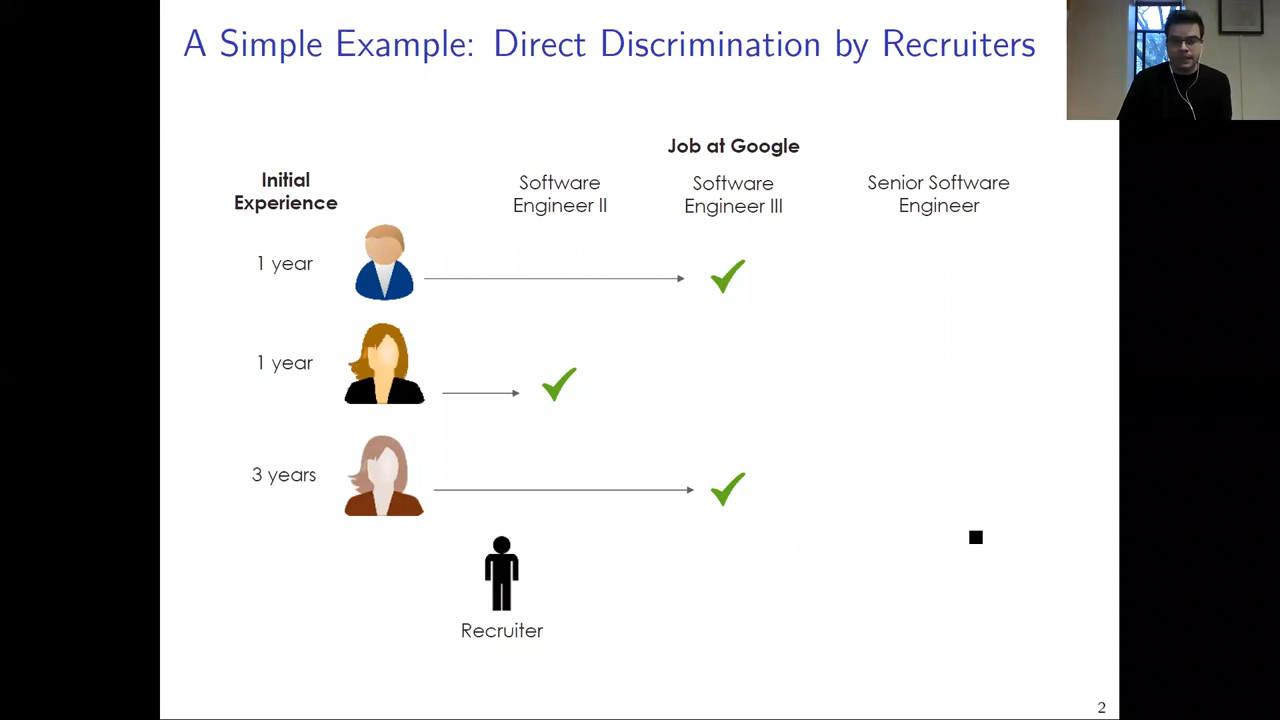 A Simple Example: Direct Discrimination by Recruiters
Job at Google
Initial
Experience
Software
Engineer II
Software
Engineer III
Senior Software
Engineer
1 year
1 year
3 years
Recruiter
2